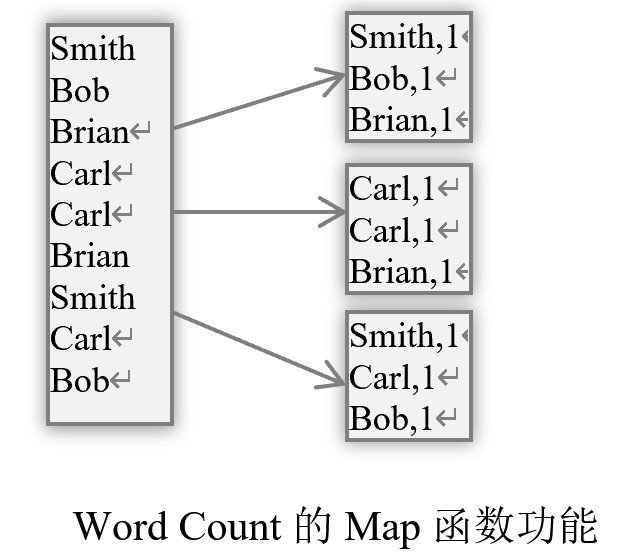 Smith
Bob
Brian↵
Carl↵
Carl↵
Brian
Smith
Carl↵
Bob↵
Smith,1↵
Bob,1↵
Brian,1↵
Carl,1↵
Carl,1↵
Brian,1↵
Smith,1↵
Carl,1↵
Bob,1↵
Word Count 的 Map 函数功能